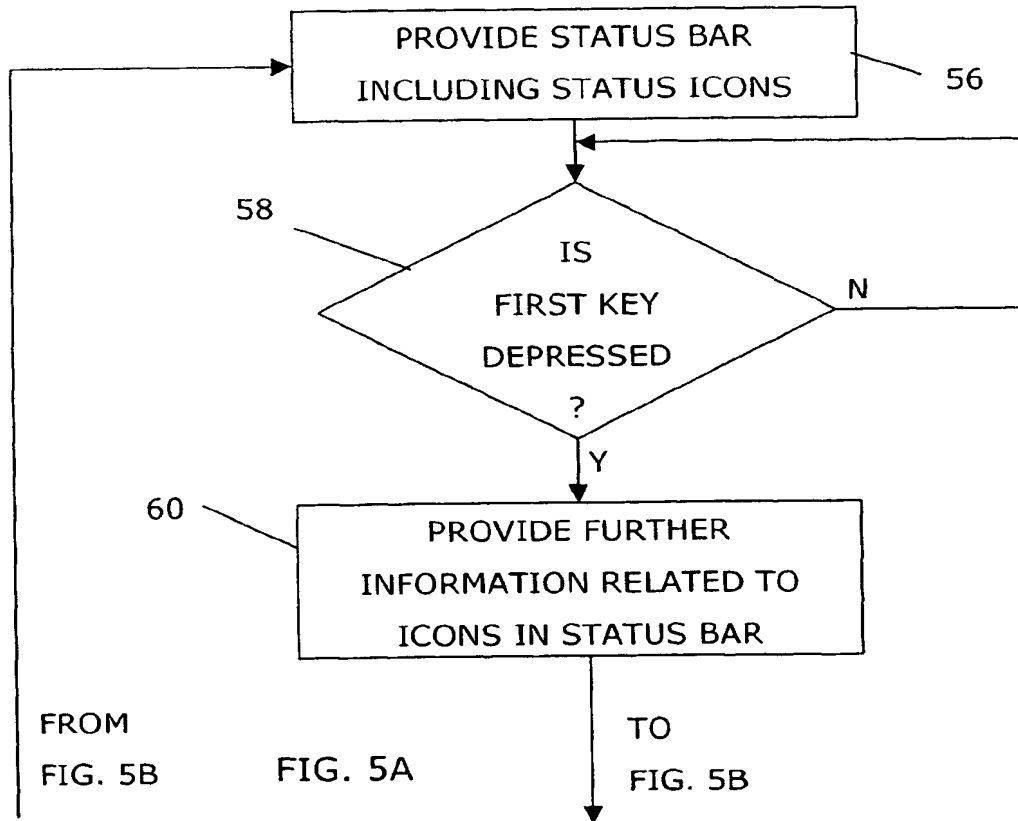 PROVIDE STATUS BAR
INCLUDING STATUS ICONS
56
58
IS
FIRST KEY
DEPRESSED
?
N
Y
60
PROVIDE FURTHER
INFORMATION RELATED TO
ICONS IN STATUS BAR
FROM
FIG. 5B
FIG. 5A
TO
FIG. 5B